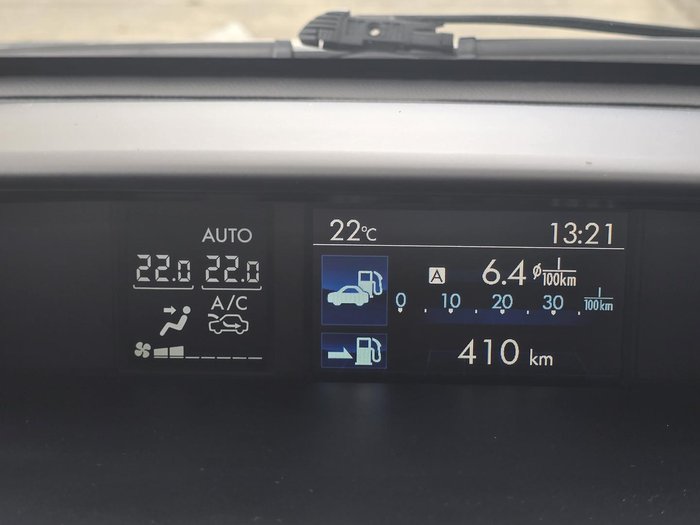 AUTO
22.0 22.0
A/C
22°C 13:21
A 6.4 ø l/100km
0 . 10 . 20 . 30 . l/100km
410 km